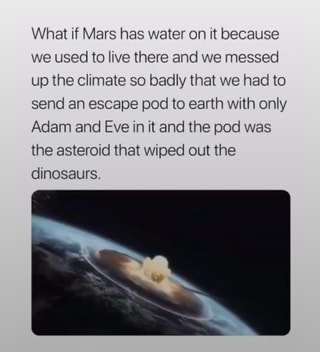 What if Mars has water on it because
we used to live there and we messed
up the climate so badly that we had to
send an escape pod to earth with only
Adam and Eve in it and the pod was
the asteroid that wiped out the
dinosaurs.